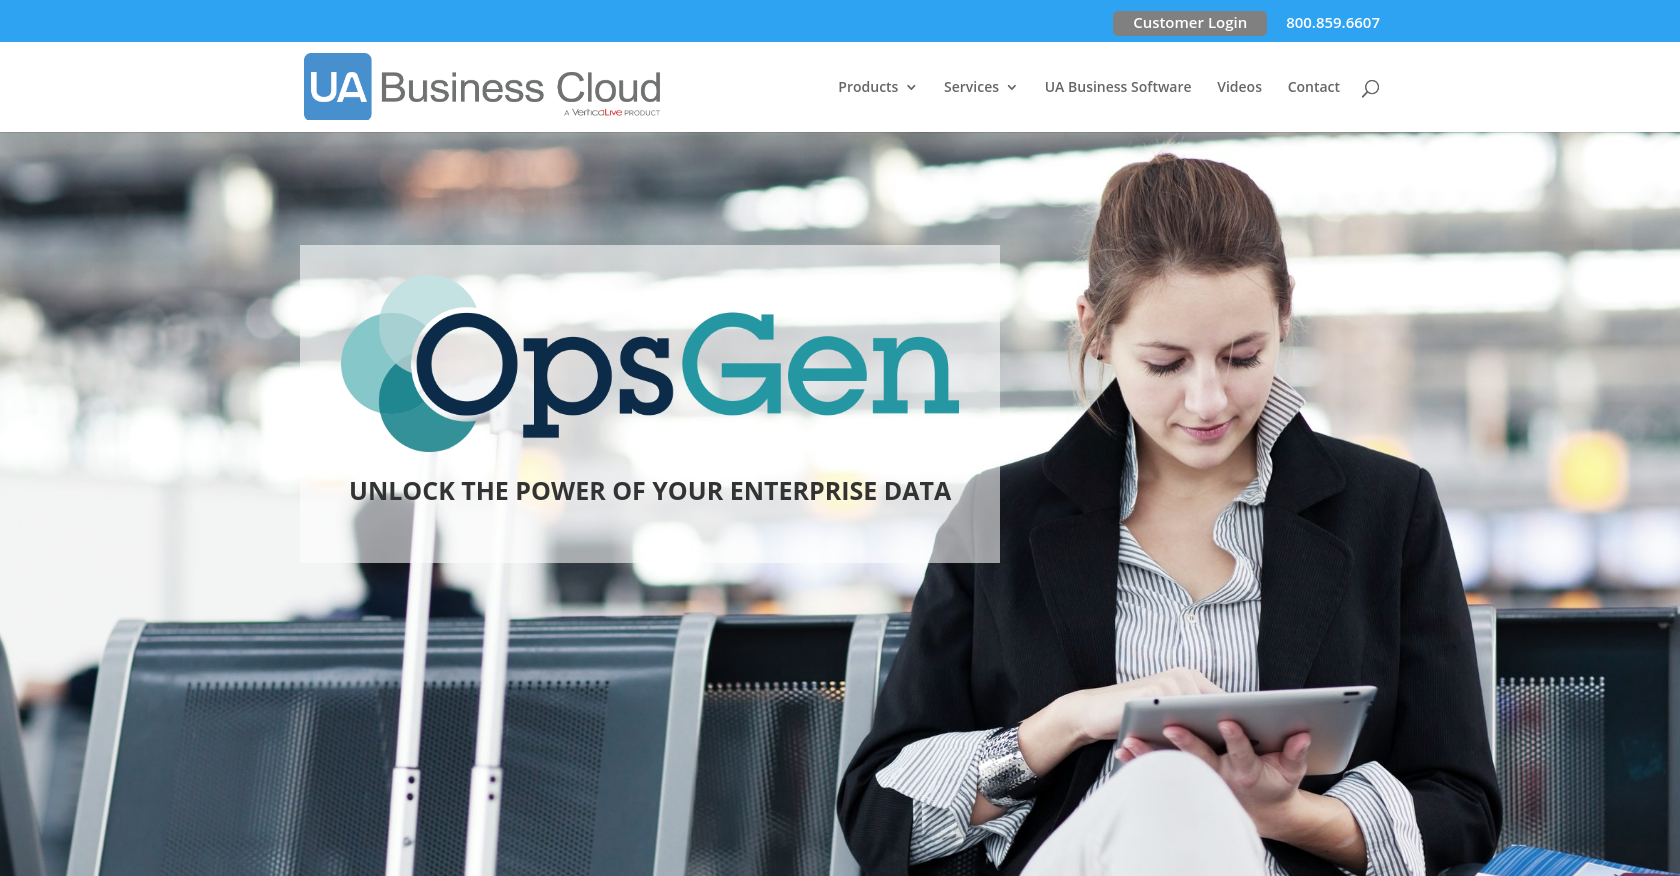 Customer Login
800.859.6607
UA Business Cloud
A VerticaLive PRODUCT
Products
Services
UA Business Software
Videos
Contact
OpsGen
UNLOCK THE POWER OF YOUR ENTERPRISE DATA